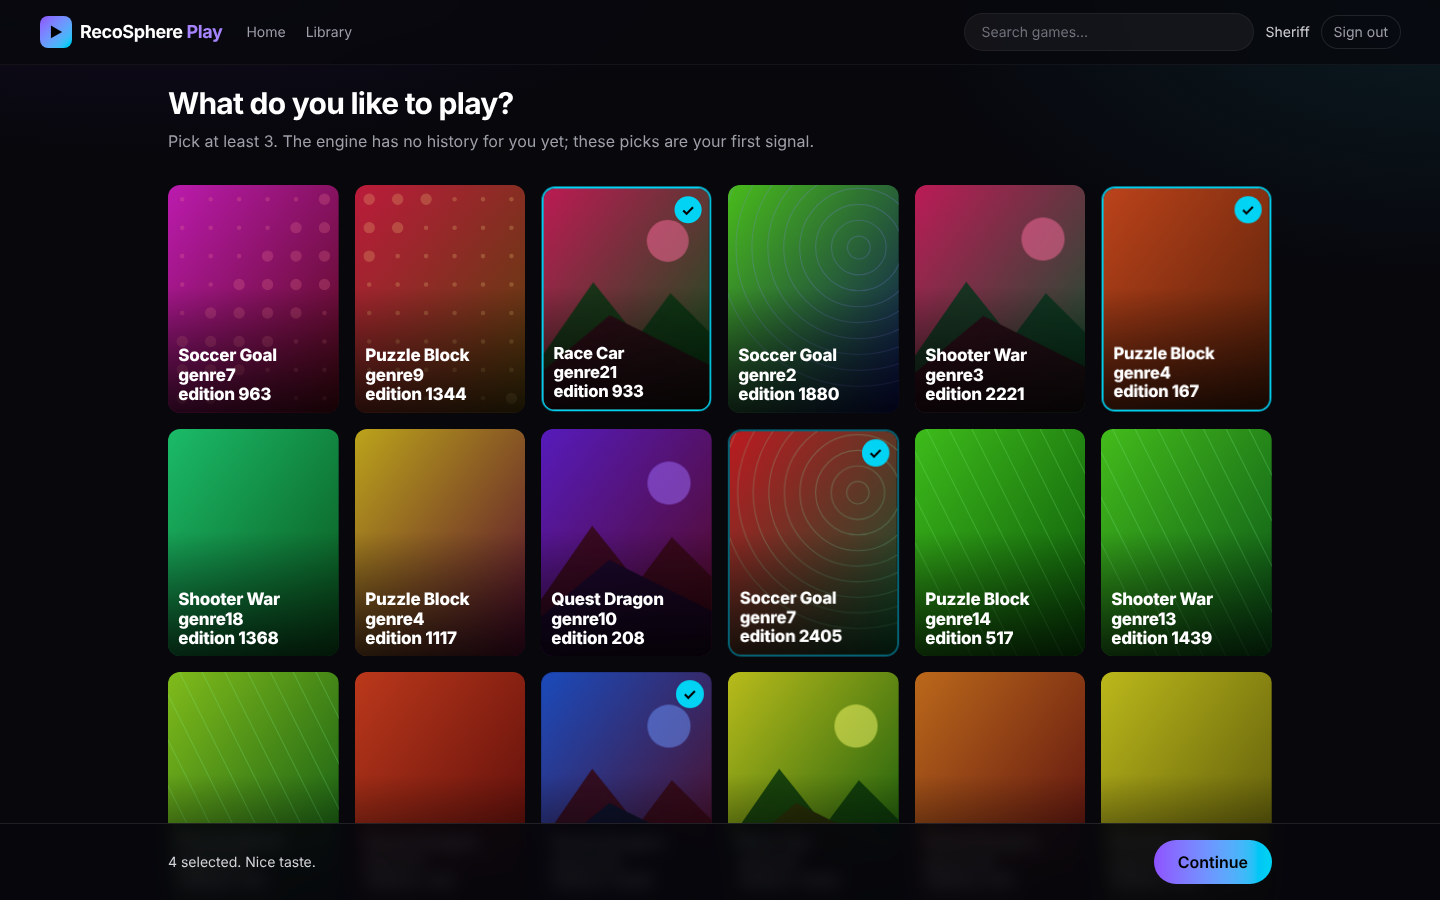 RecoSphere Play
Home
Library
Search games...
Sheriff
Sign out
What do you like to play?
Pick at least 3. The engine has no history for you yet; these picks are your first signal.
Soccer Goal
genre7
edition 963
Puzzle Block
genre9
edition 1344
Race Car
genre21
edition 933
Soccer Goal
genre2
edition 1880
Shooter War
genre3
edition 2221
Puzzle Block
genre4
edition 167
Shooter War
genre18
edition 1368
Puzzle Block
genre4
edition 1117
Quest Dragon
genre10
edition 208
Soccer Goal
genre7
edition 2405
Puzzle Block
genre14
edition 517
Shooter War
genre13
edition 1439
4 selected. Nice taste.
Continue